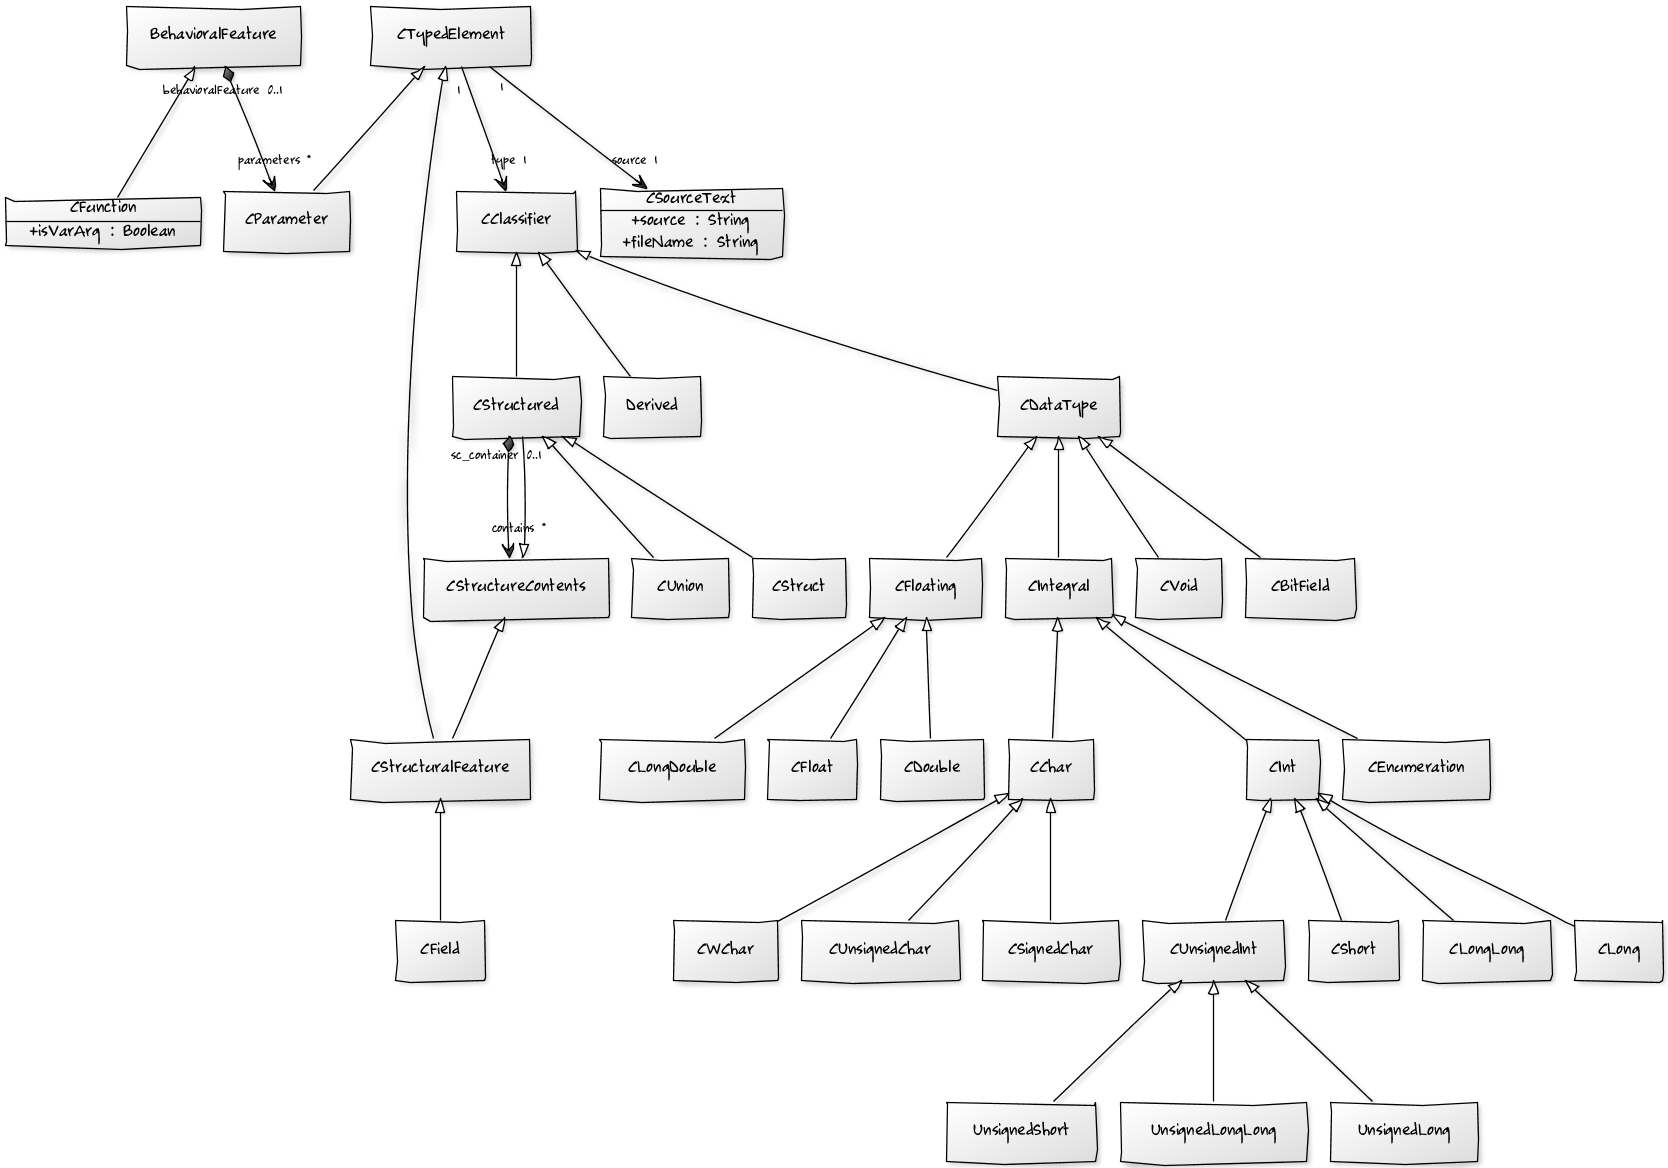 BehavioralFeature
CTypedElement
behavioralFeature 0..1
1
1
parameters *
type 1
source 1
CFunction
+isVarArg : Boolean
CParameter
CClassifier
CSourceText
+source : String
+fileName : String
CStructured
Derived
CDataType
sc_container 0..1
contains *
CStructureContents
CUnion
CStruct
CFloating
CIntegral
CVoid
CBitField
CStructuralFeature
CLongDouble
CFloat
CDouble
CChar
CInt
CEnumeration
CField
CWChar
CUnsignedChar
CSignedChar
CUnsignedInt
CShort
CLongLong
CLong
UnsignedShort
UnsignedLongLong
UnsignedLong